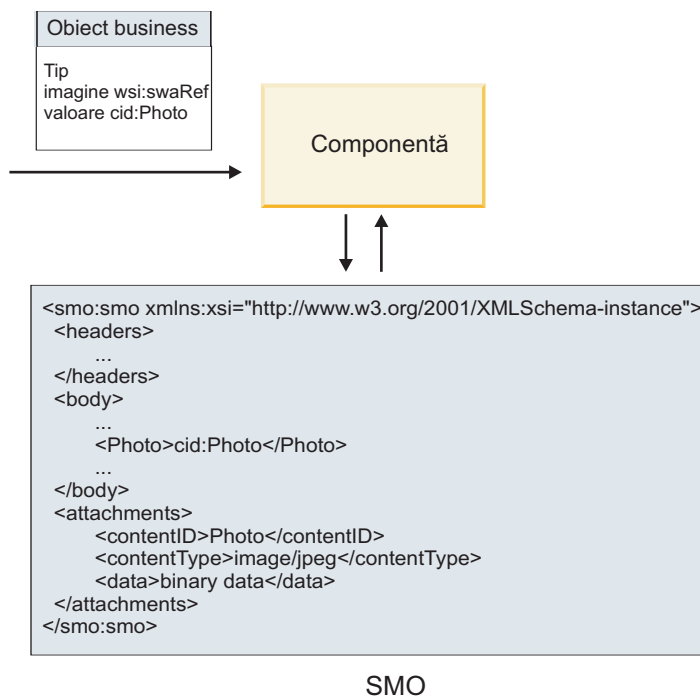 Obiect business
Tip
imagine wsi:swaRef
valoare cid:Photo
Componentă
<smo:smo xmlns:xsi="http://www.w3.org/2001/XMLSchema-instance">
<headers>
...
</headers>
<body>
...
<Photo>cid:Photo</Photo>
...
</body>
<attachments>
<contentID>Photo</contentID>
<contentType>image/jpeg</contentType>
<data>binary data</data>
</attachments>
</smo:smo>
SMO